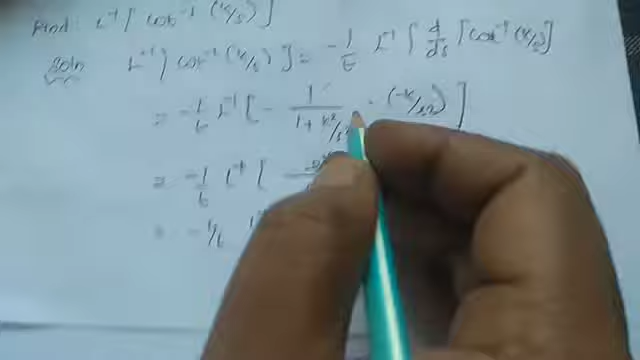 Find: L⁻¹[cot⁻¹(k/s)]
Soln L⁻¹[cot⁻¹(k/s)] = -1/t L⁻¹[d/ds[cot⁻¹(k/s)]
= -1/t L⁻¹[- 1/1+k²/s² · (-k/s²)]
= -1/t L⁻¹[
= -1/t